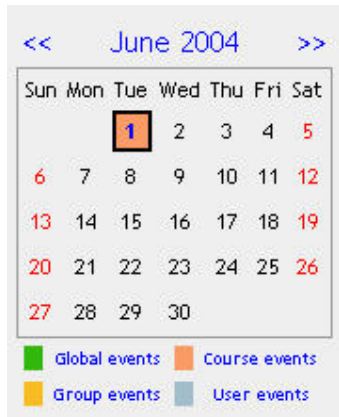 << June 2004 >>
Sun Mon Tue Wed Thu Fri Sat
1 2 3 4 5
6 7 8 9 10 11 12
13 14 15 16 17 18 19
20 21 22 23 24 25 26
27 28 29 30
Global events Course events
Group events User events